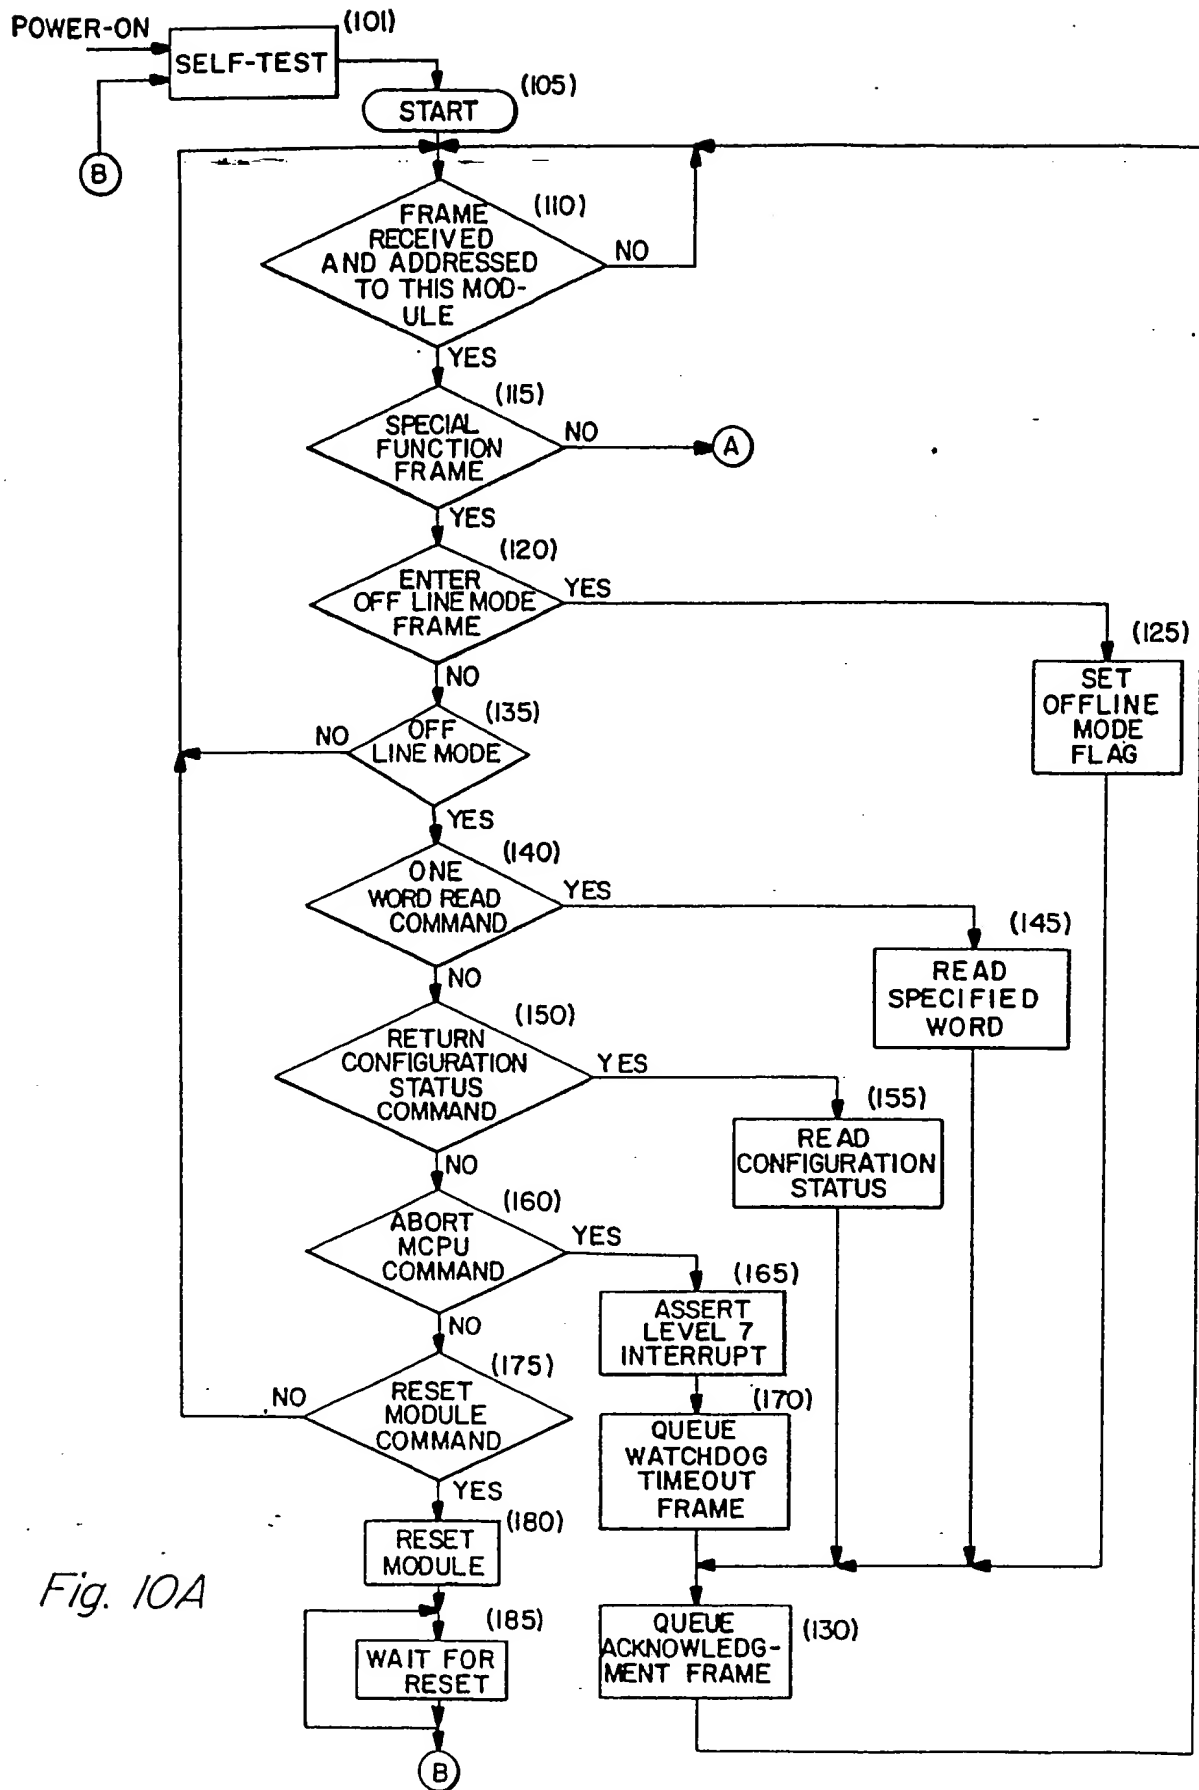 POWER-ON
(101)
SELF-TEST
(105)
START
B
(110)
FRAME
RECEIVED
AND ADDRESSED
TO THIS MOD-
ULE
NO
YES
(115)
SPECIAL
FUNCTION
FRAME
NO
A
YES
(120)
ENTER
OFF LINE MODE
FRAME
YES
(125)
SET
OFFLINE
MODE
FLAG
NO
(135)
OFF
LINE MODE
NO
YES
(140)
ONE
WORD READ
COMMAND
YES
(145)
READ
SPECIFIED
WORD
NO
(150)
RETURN
CONFIGURATION
STATUS
COMMAND
YES
(155)
READ
CONFIGURATION
STATUS
NO
(160)
ABORT
MCPU
COMMAND
YES
(165)
ASSERT
LEVEL 7
INTERRUPT
NO
(175)
RESET
MODULE
COMMAND
NO
(170)
QUEUE
WATCHDOG
TIMEOUT
FRAME
YES
(180)
RESET
MODULE
(185)
WAIT FOR
RESET
(130)
QUEUE
ACKNOWLEDG-
MENT FRAME
B
Fig. 10A